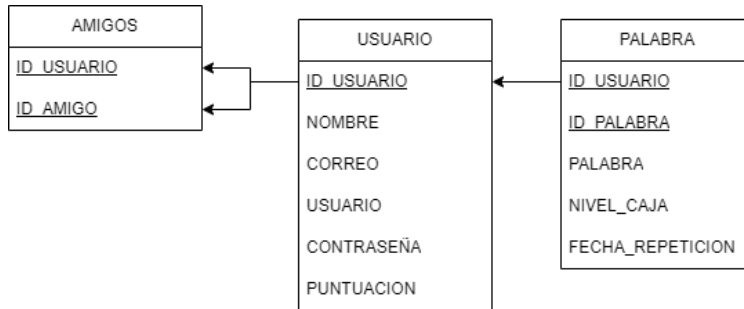 AMIGOS
ID_USUARIO
ID_AMIGO
USUARIO
ID_USUARIO
NOMBRE
CORREO
USUARIO
CONTRASEÑA
PUNTUACION
PALABRA
ID_USUARIO
ID_PALABRA
PALABRA
NIVEL_CAJA
FECHA_REPETICION